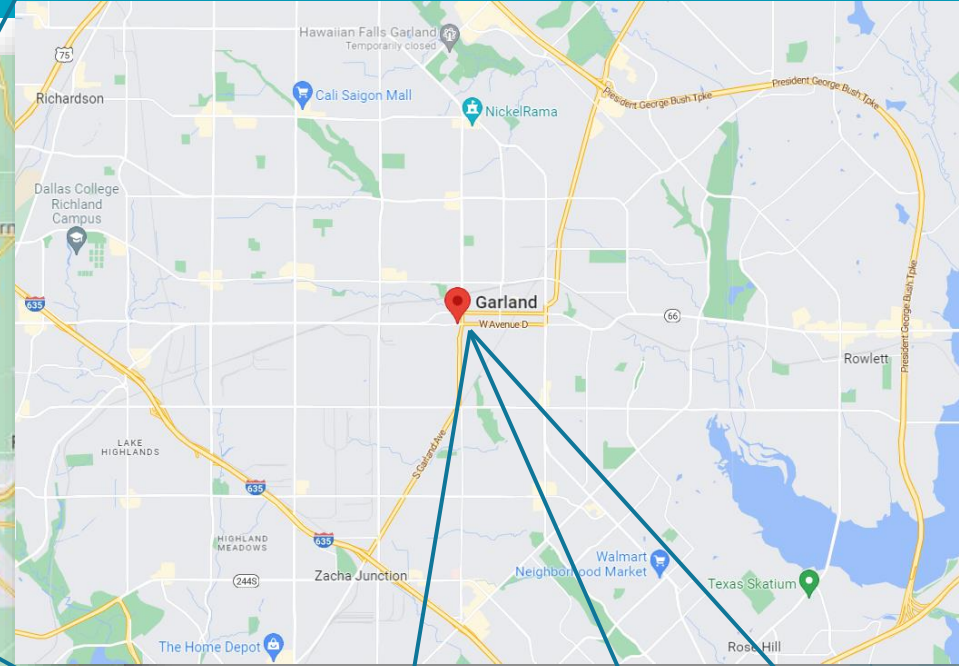 Hawaiian Falls Garland
Temporarily closed
75
Richardson
Cali Saigon Mall
NickelRama
President George Bush Tpke
President George Bush Tpke
Dallas College
Richland
Campus
635
Garland
W Avenue D
66
President George Bush Tpke
Rowlett
LAKE
HIGHLANDS
S Garland Ave
635
HIGHLAND
MEADOWS
635
244S
Zacha Junction
Walmart
Neighborhood Market
Texas Skatium
The Home Depot
Rose Hill